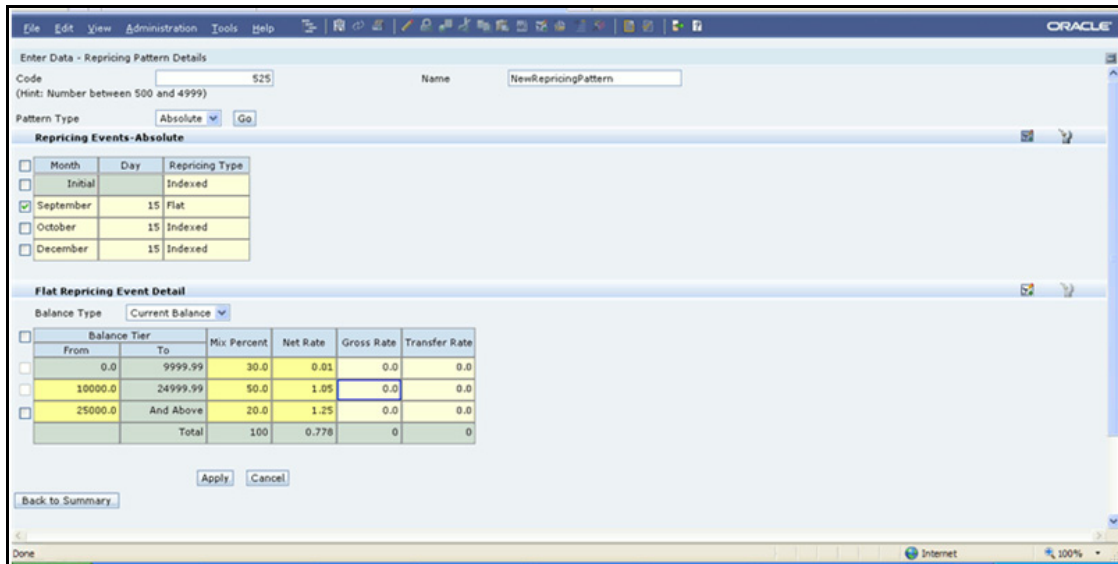 File Edit View Administration Tools Help ORACLE
Enter Data - Repricing Pattern Details
Code 525 Name NewRepricingPattern
(Hint: Number between 500 and 4999)
Pattern Type Absolute Go
Repricing Events-Absolute
Month Day Repricing Type
Initial Indexed
September 15 Flat
October 15 Indexed
December 15 Indexed
Flat Repricing Event Detail
Balance Type Current Balance
Balance Tier Mix Percent Net Rate Gross Rate Transfer Rate
From To
0.0 9999.99 30.0 0.01 0.0 0.0
10000.0 24999.99 50.0 1.05 0.0 0.0
25000.0 And Above 20.0 1.25 0.0 0.0
Total 100 0.778 0 0
Apply Cancel
Back to Summary
Done Internet 100%